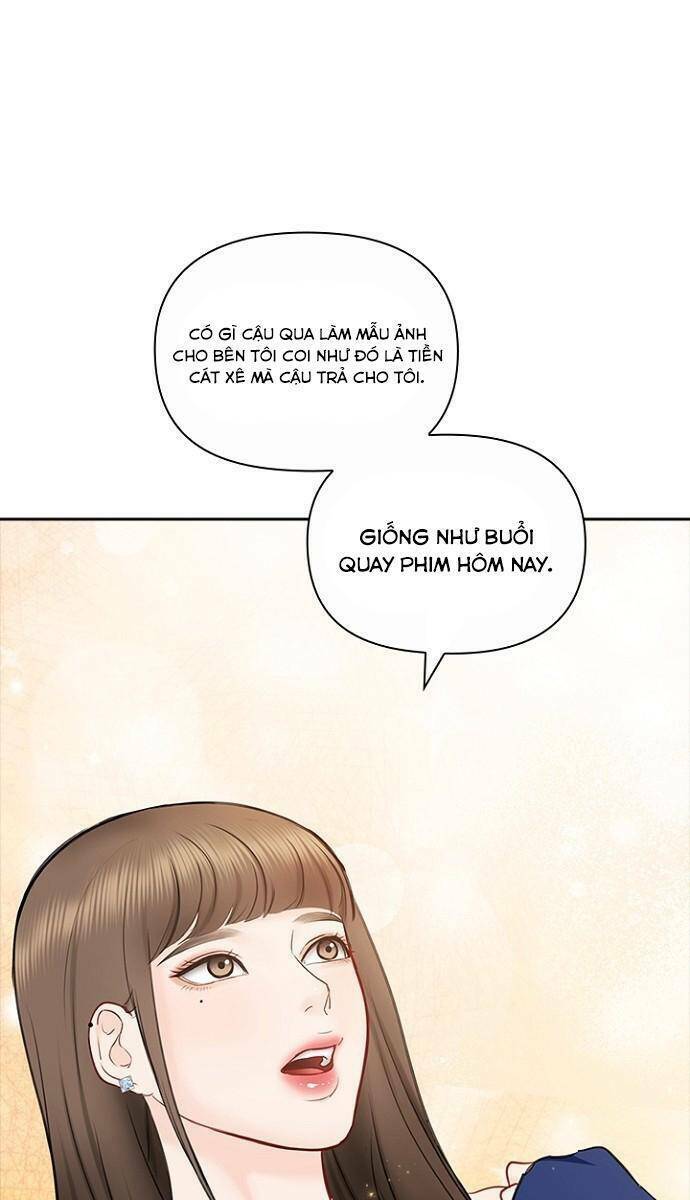 CÓ GÌ CẬU QUA LÀM MẪU ẢNH
CHO BÊN TÔI COI NHƯ ĐÓ LÀ TIỀN
CÁT XÊ MÀ CẬU TRẢ CHO TÔI.
GIỐNG NHƯ BUỔI
QUAY PHIM HÔM NAY.